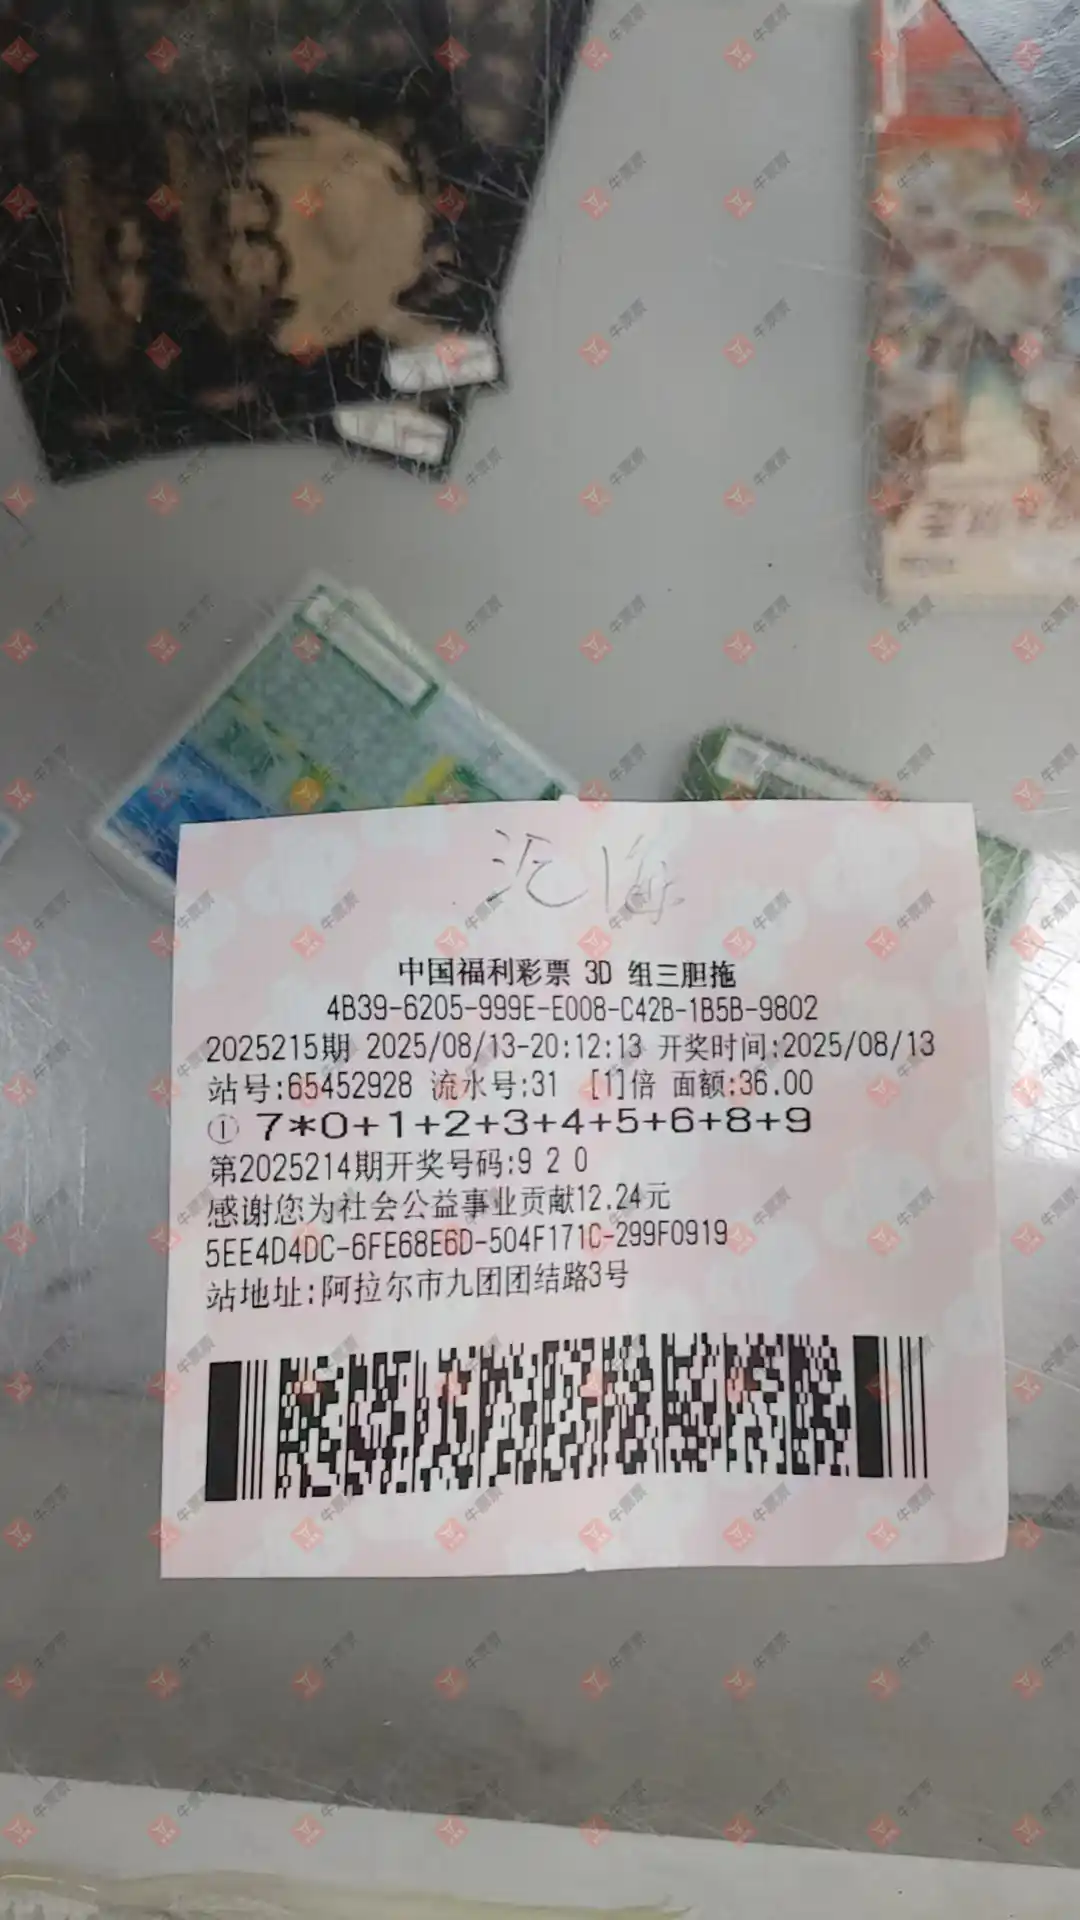 中国福利彩票 3D 组三胆拖
4B39-6205-999E-E008-C42B-1B5B-9802
2025215期 2025/08/13-20:12:13 开奖时间:2025/08/13
站号:65452928 流水号:31 [1]倍 面额:36.00
① 7*0+1+2+3+4+5+6+8+9
第2025214期开奖号码:9 2 0
感谢您为社会公益事业贡献12.24元
5EE4D4DC-6FE68E6D-504F171C-299F0919
站地址:阿拉尔市九团团结路3号
牛票票